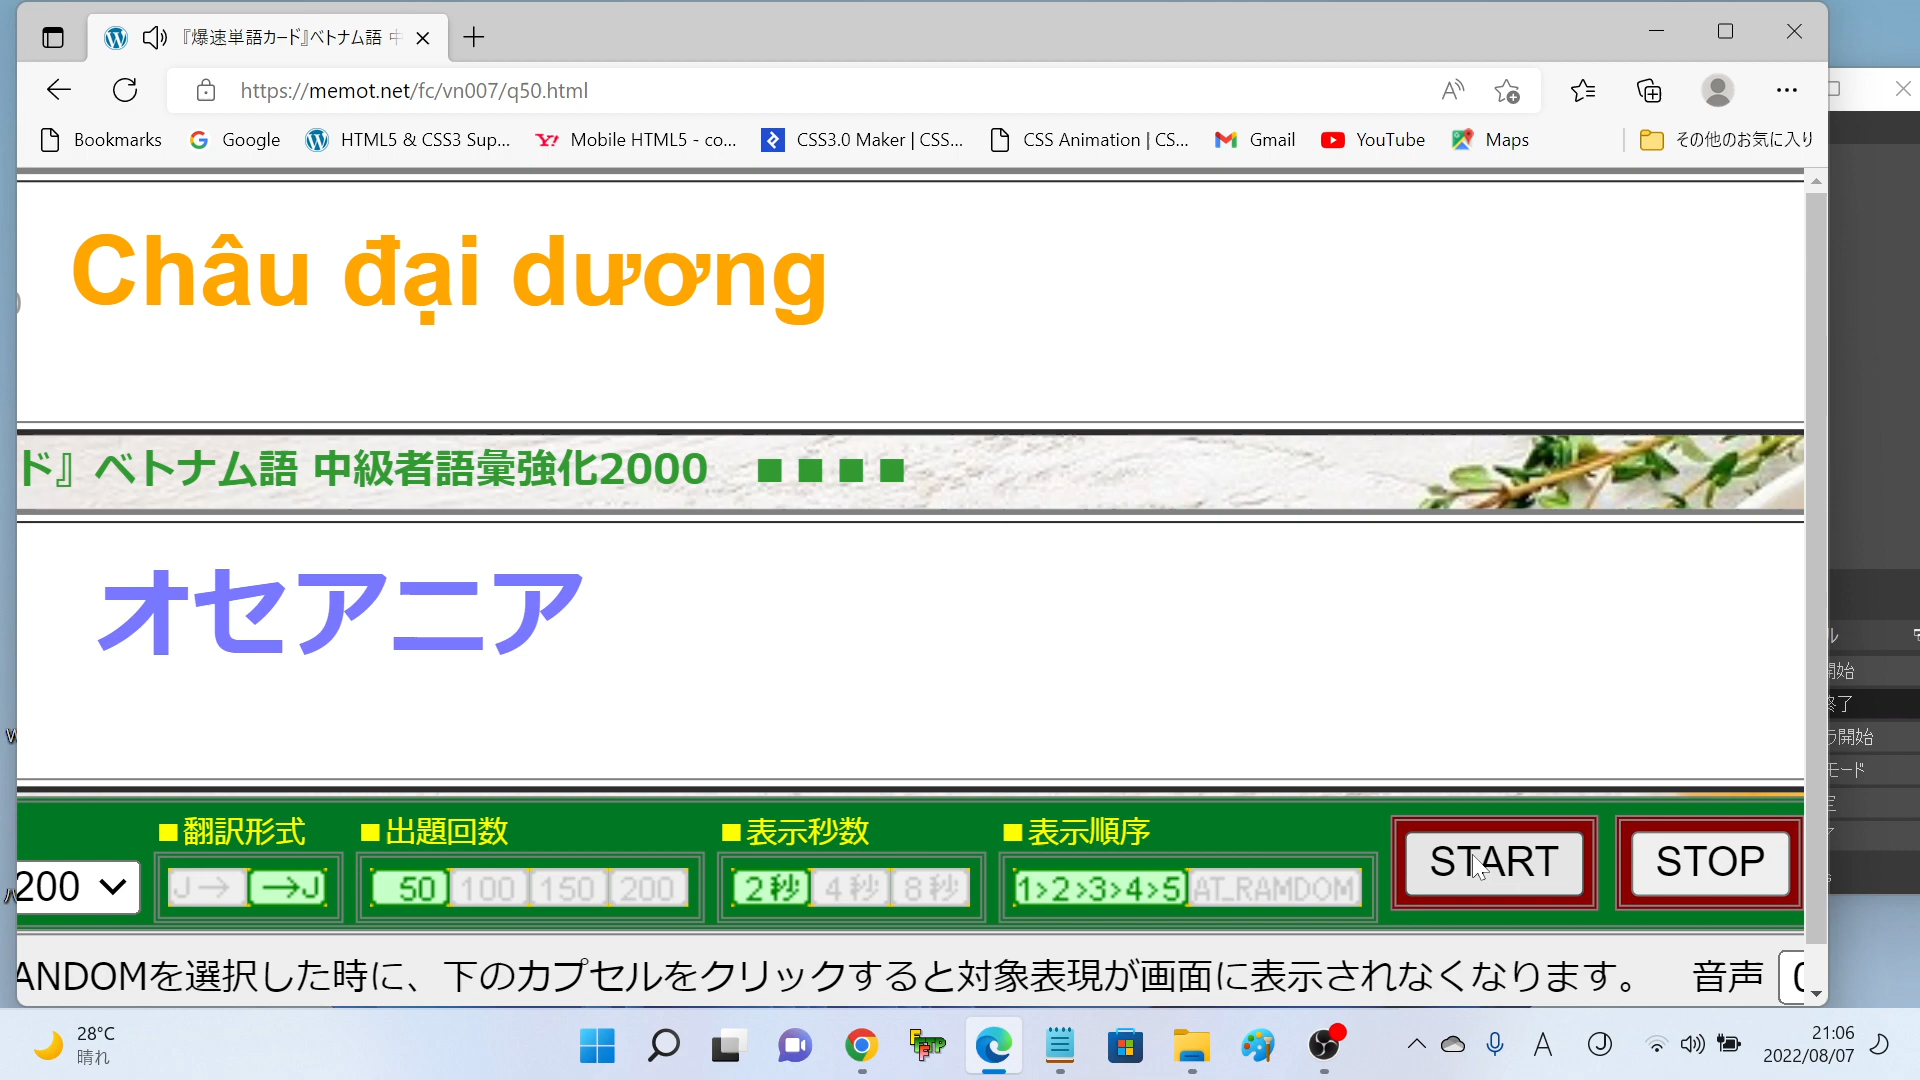 『爆速単語カード』ベトナム語 中
https://memot.net/fc/vn007/q50.html
Bookmarks Google HTML5 & CSS3 Sup... Mobile HTML5 - co... CSS3.0 Maker | CSS... CSS Animation | CS... Gmail YouTube Maps その他のお気に入り
Châu đại dương
ド』ベトナム語 中級者語彙強化2000 ■ ■ ■ ■
オセアニア
■翻訳形式 ■出題回数 ■表示秒数 ■表示順序
200 J→ →J 50 100 150 200 2秒 4秒 8秒 1>2>3>4>5 AT_RAMDOM START STOP
ANDOMを選択した時に、下のカプセルをクリックすると対象表現が画面に表示されなくなります。 音声 0
ル
開始
終了
ラ開始
モード
定
28°C
晴れ
A
21:06
2022/08/07